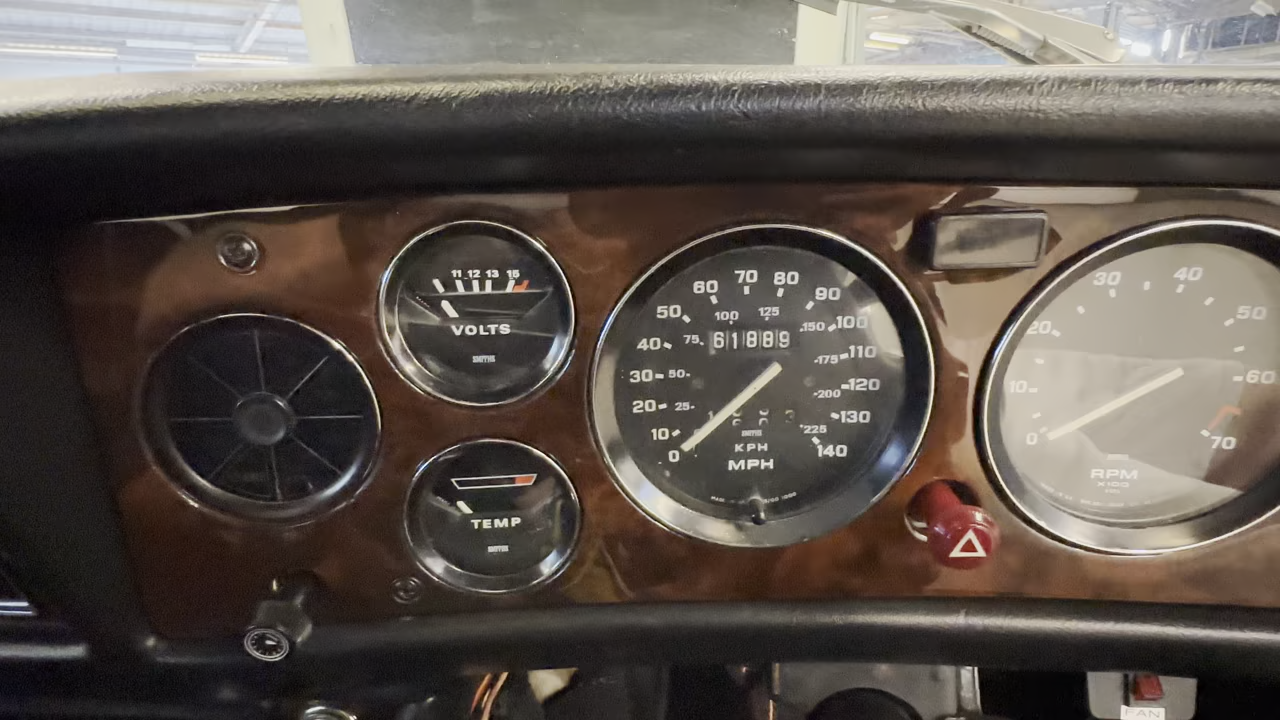 11 12 13 15
VOLTS
SMITHS
TEMP
SMITHS
0 10 20 30 40 50 60 70 80 90 100 110 120 130 140
25 50 75 100 125 150 175 200 225
61889
SMITHS
KPH
MPH
0 10 20 30 40 50 60 70
RPM
X100
FAN